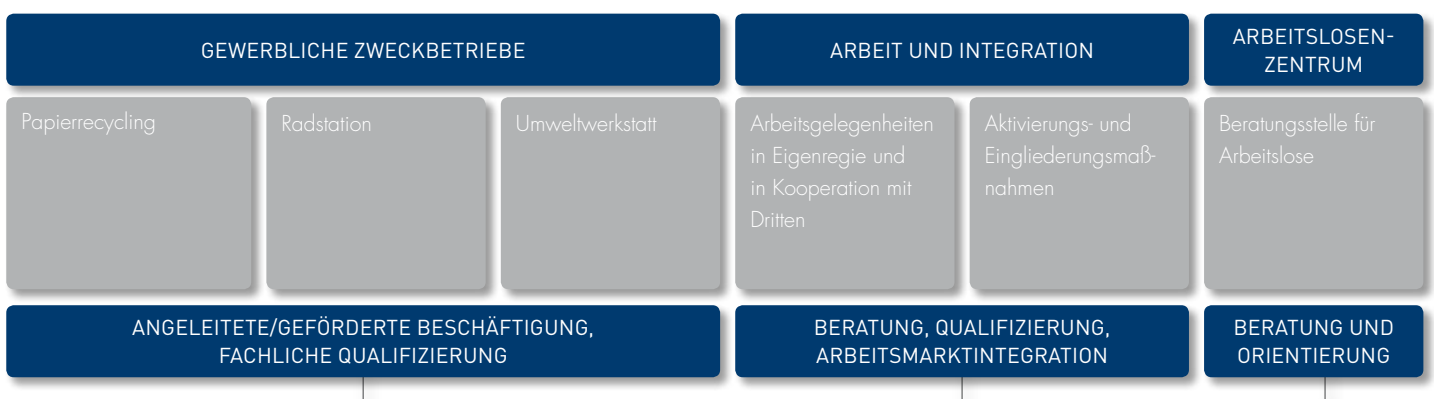 GEWERBLICHE ZWECKBETRIEBE
ARBEIT UND INTEGRATION
ARBEITSLOSEN-
ZENTRUM
Papierrecycling
Radstation
Umweltwerkstatt
Arbeitsgelegenheiten
in Eigenregie und
in Kooperation mit
Dritten
Aktivierungs- und
Eingliederungsmaß-
nahmen
Beratungsstelle für
Arbeitslose
ANGELEITETE/GEFÖRDERTE BESCHÄFTIGUNG,
FACHLICHE QUALIFIZIERUNG
BERATUNG, QUALIFIZIERUNG,
ARBEITSMARKTINTEGRATION
BERATUNG UND
ORIENTIERUNG